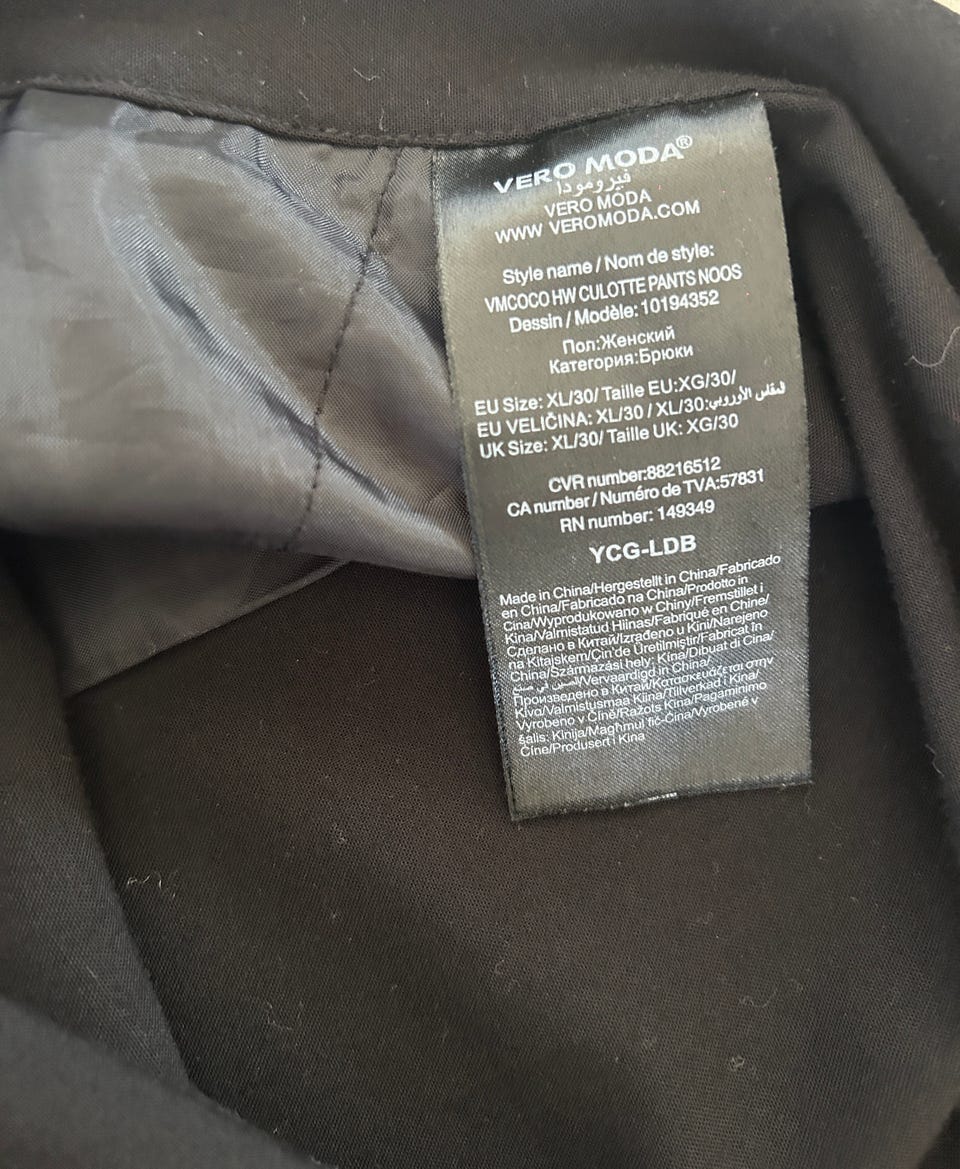 VERO MODA®
فيرومودا
VERO MODA
WWW VEROMODA.COM
Style name / Nom de style:
VMCOCO HW CULOTTE PANTS NOOS
Dessin / Modèle: 10194352
Пол:Женский
Категория:Брюки
EU Size: XL/30/ Taille EU:XG/30/
EU VELIČINA: XL/30 / XL/30:المقاس الأوروبي
UK Size: XL/30/ Taille UK: XG/30
CVR number:88216512
CA number / Numéro de TVA:57831
RN number: 149349
YCG-LDB
Made in China/Hergestellt in China/Fabricado
en China/Fabricado na China/Prodotto in
Cina/Wyprodukowano w Chiny/Fremstillet i
Kina/Valmistatud Hiinas/Fabriqué en Chine/
Сделано в Китай/Izrađeno u Kini/Narejeno
na Kitajskem/Çin'de Üretilmiştir/Fabricat în
China/Származási hely: Kína/Dibuat di Cina/
الصين /Vervaardigd in China/
Произведено в Китай/Κατασκευάζεται στην
Κίνα/Valmistusmaa Kiina/Tillverkad i Kina/
Vyrobeno v Číně/Ražots Ķīna/Pagaminimo
šalis: Kinija/Magħmul fiċ-Ċina/Vyrobené v
Číne/Produsert i Kina